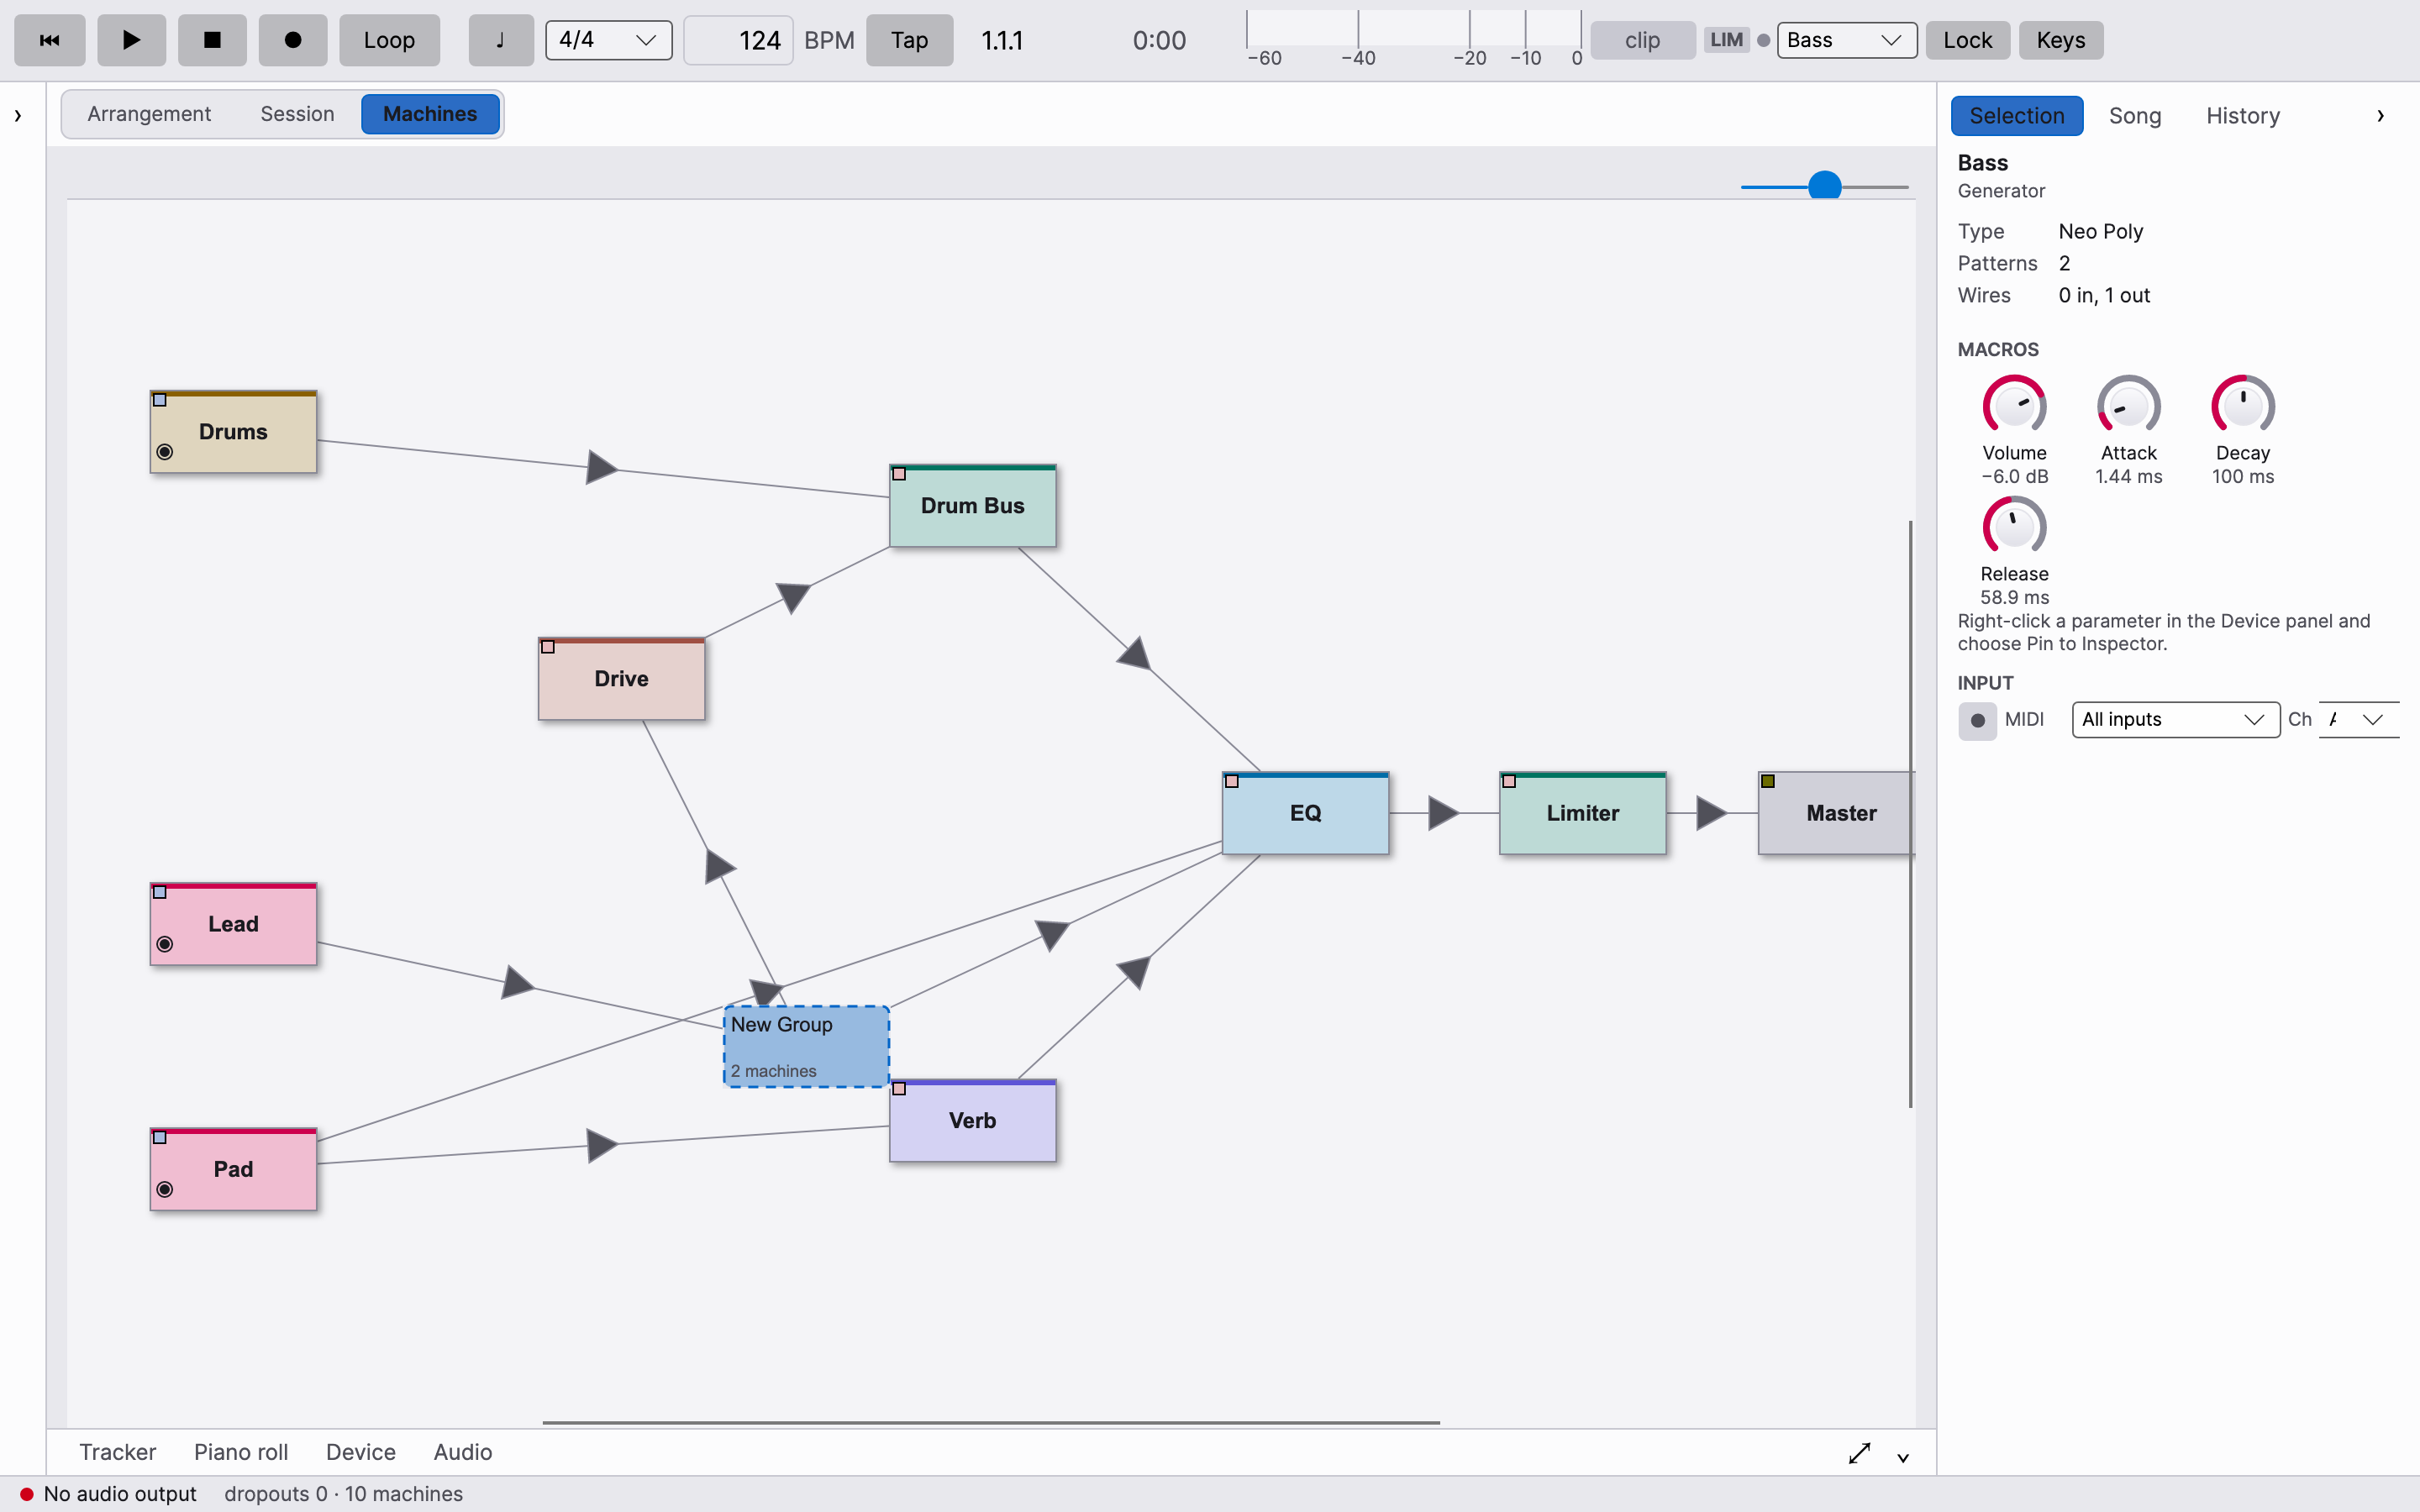 Loop
4/4
124 BPM
Tap
1.1.1
0:00
−60 −40 −20 −10 0
clip
LIM
Bass
Lock
Keys
Arrangement
Session
Machines
Selection
Song
History
Bass
Generator
Type Neo Poly
Patterns 2
Wires 0 in, 1 out
MACROS
Volume Attack Decay
−6.0 dB 1.44 ms 100 ms
Release
58.9 ms
Right-click a parameter in the Device panel and
choose Pin to Inspector.
INPUT
MIDI All inputs Ch
Drums
Drum Bus
Drive
EQ
Limiter
Master
Lead
New Group
2 machines
Verb
Pad
Tracker
Piano roll
Device
Audio
No audio output
dropouts 0 · 10 machines